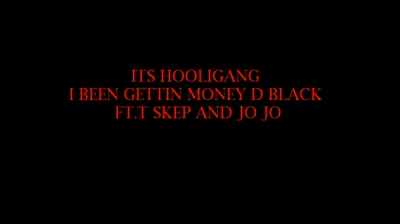 ITS HOOLIGANG
I BEEN GETTIN MONEY D BLACK
FT.T SKEP AND JO JO